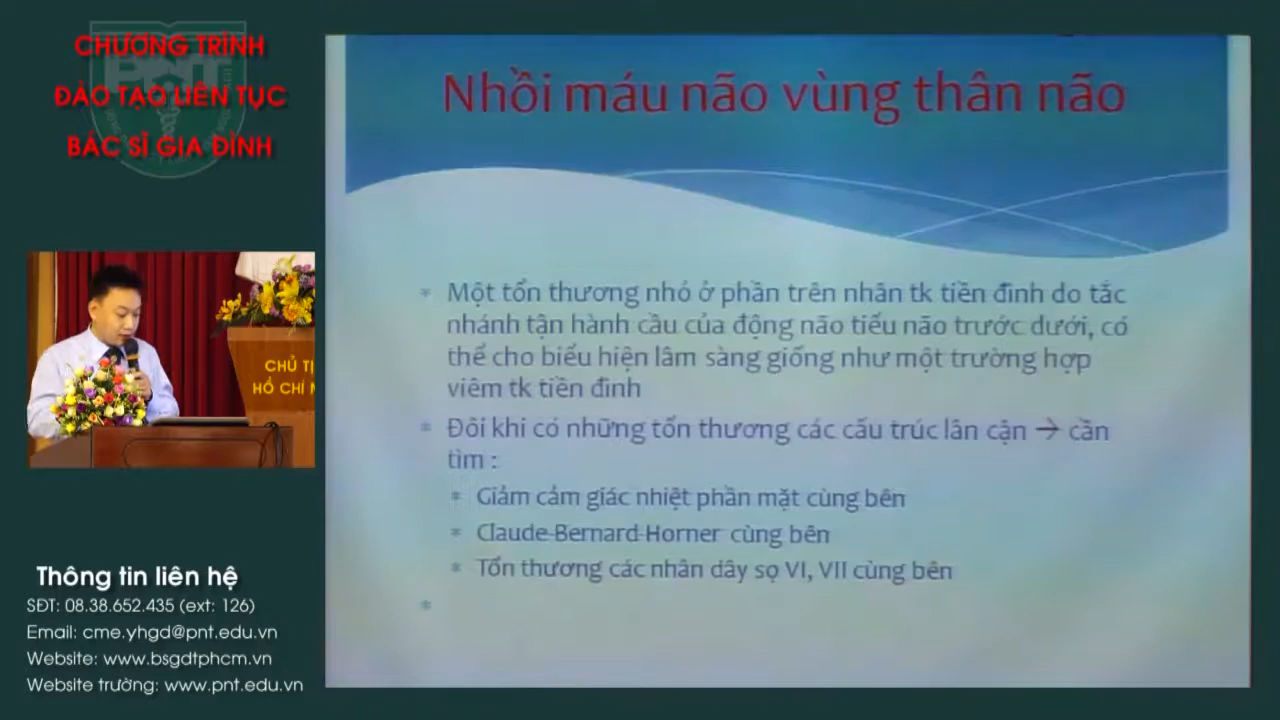 CHƯƠNG TRÌNH
ĐÀO TẠO LIÊN TỤC
BÁC SĨ GIA ĐÌNH
PNT
Nhồi máu não vùng thân não
Một tổn thương nhỏ ở phần trên nhân tk tiền đình do tắc
nhánh tận hành cầu của động não tiểu não trước dưới, có
thể cho biểu hiện lâm sàng giống như một trường hợp
viêm tk tiền đình
Đôi khi có những tổn thương các cấu trúc lân cận → cần
tìm :
Giảm cảm giác nhiệt phần mặt cùng bên
Claude-Bernard-Horner cùng bên
Tổn thương các nhân dây sọ VI, VII cùng bên
CHỦ TỊ
HỒ CHÍ M
Thông tin liên hệ
SĐT: 08.38.652.435 (ext: 126)
Email: cme.yhgd@pnt.edu.vn
Website: www.bsgdtphcm.vn
Website trường: www.pnt.edu.vn